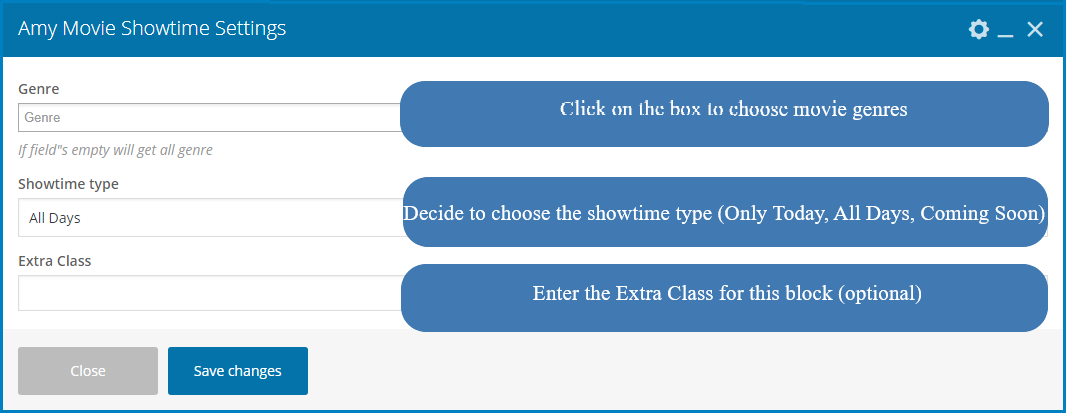 Amy Movie Showtime Settings
Genre
Genre
Click on the box to choose movie genres
If field"s empty will get all genre
Showtime type
All Days
Decide to choose the showtime type (Only Today, All Days, Coming Soon)
Extra Class
Enter the Extra Class for this block (optional)
Close
Save changes